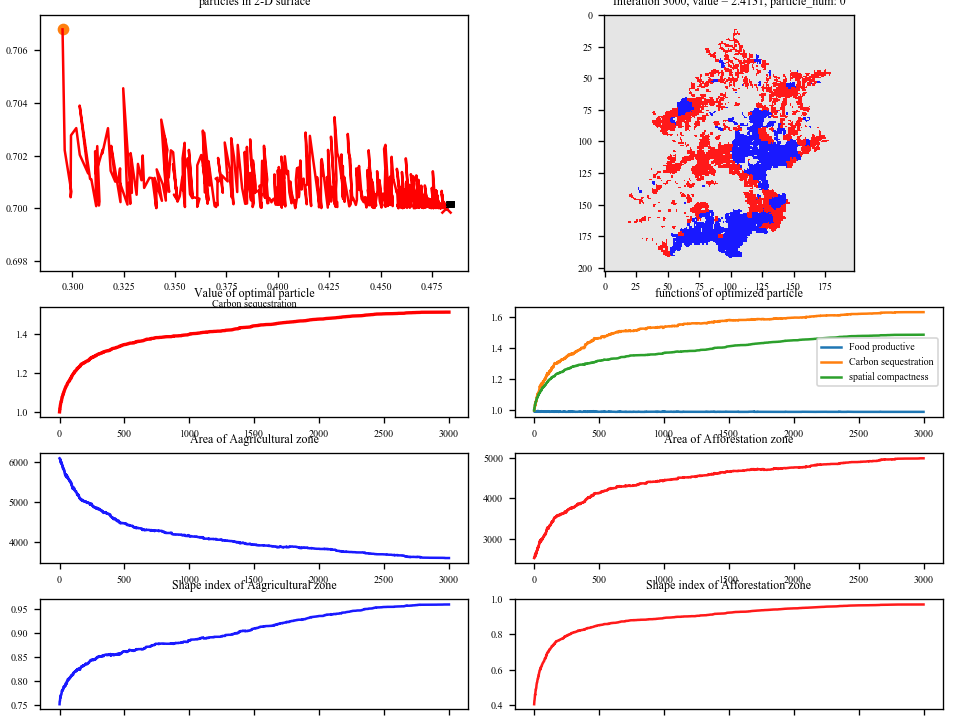 particles in 2-D surface
Interation 3000, value = 2.4131, particle_num: 0
0.706
0.704
0.702
0.700
0.698
0.300 0.325 0.350 0.375 0.400 0.425 0.450 0.475
Carbon sequestration
0
25
50
75
100
125
150
175
200
0 25 50 75 100 125 150 175
Value of optimal particle
1.4
1.2
1.0
0 500 1000 1500 2000 2500 3000
functions of optimized particle
1.6
1.4
1.2
1.0
Food productive
Carbon sequestration
spatial compactness
0 500 1000 1500 2000 2500 3000
Area of Aagricultural zone
6000
5000
4000
0 500 1000 1500 2000 2500 3000
Area of Afforestation zone
5000
4000
3000
0 500 1000 1500 2000 2500 3000
Shape index of Aagricultural zone
0.95
0.90
0.85
0.80
0.75
Shape index of Afforestation zone
1.0
0.8
0.6
0.4